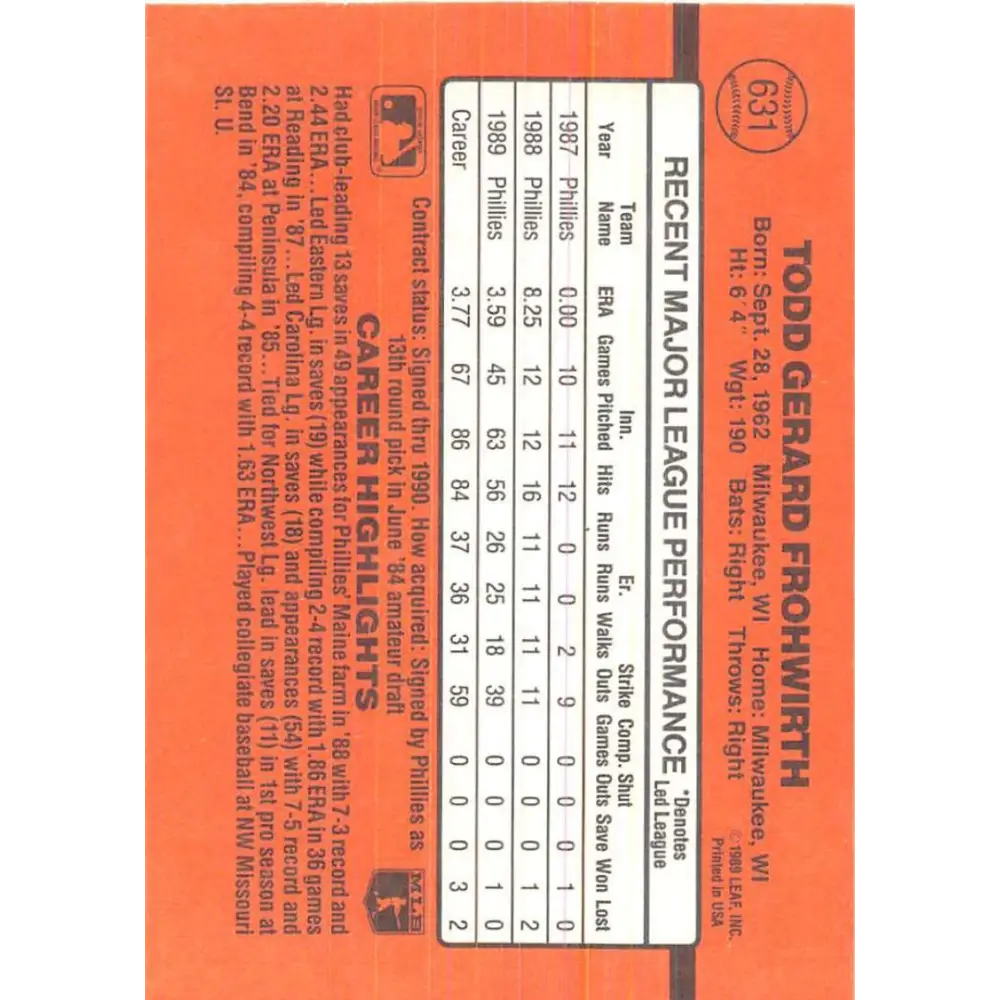 631
TODD GERARD FROHWIRTH
Born: Sept. 28, 1962 Milwaukee, WI Home: Milwaukee, WI
Ht: 6'4" Wgt: 190 Bats: Right Throws: Right
©1989 LEAF, INC.
Printed in USA
RECENT MAJOR LEAGUE PERFORMANCE
*Denotes
Led League
Team Inn. Er. Strike Comp. Shut
Year Name ERA Games Pitched Hits Runs Runs Walks Outs Games Outs Save Won Lost
1987 Phillies 0.00 10 11 12 0 0 2 9 0 0 0 1 0
1988 Phillies 8.25 12 12 16 11 11 11 11 0 0 0 1 2
1989 Phillies 3.59 45 63 56 26 25 18 39 0 0 0 1 0
Career 3.77 67 86 84 37 36 31 59 0 0 0 3 2
Contract status: Signed thru 1990. How acquired: Signed by Phillies as
13th round pick in June '84 amateur draft
MLB
CAREER HIGHLIGHTS
Had club-leading 13 saves in 49 appearances for Phillies' Maine farm in '88 with 7-3 record and
2.44 ERA...Led Eastern Lg. in saves (19) while compiling 2-4 record with 1.86 ERA in 36 games
at Reading in '87...Led Carolina Lg. in saves (18) and appearances (54) with 7-5 record and
2.20 ERA at Peninsula in '85...Tied for Northwest Lg. lead in saves (11) in 1st pro season at
Bend in '84, compiling 4-4 record with 1.63 ERA...Played collegiate baseball at NW Missouri
St. U.